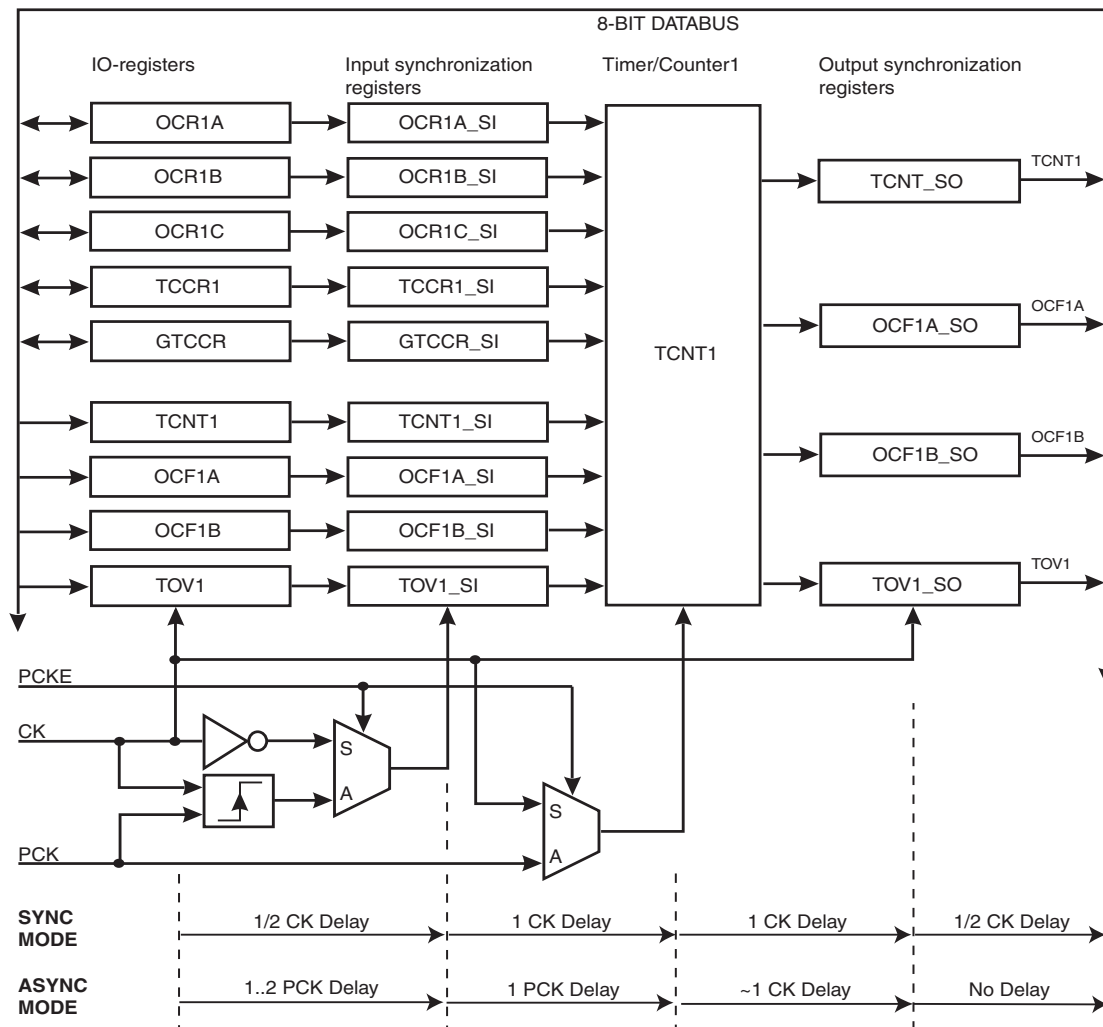 8-BIT DATABUS
IO-registers
Input synchronization
registers
Timer/Counter1
Output synchronization
registers
OCR1A
OCR1A_SI
OCR1B
OCR1B_SI
OCR1C
OCR1C_SI
TCCR1
TCCR1_SI
GTCCR
GTCCR_SI
TCNT1
TCNT1_SI
OCF1A
OCF1A_SI
OCF1B
OCF1B_SI
TOV1
TOV1_SI
TCNT1
TCNT_SO
TCNT1
OCF1A_SO
OCF1A
OCF1B_SO
OCF1B
TOV1_SO
TOV1
PCKE
CK
S
A
S
A
PCK
SYNC
MODE
1/2 CK Delay
1 CK Delay
1 CK Delay
1/2 CK Delay
ASYNC
MODE
1..2 PCK Delay
1 PCK Delay
~1 CK Delay
No Delay